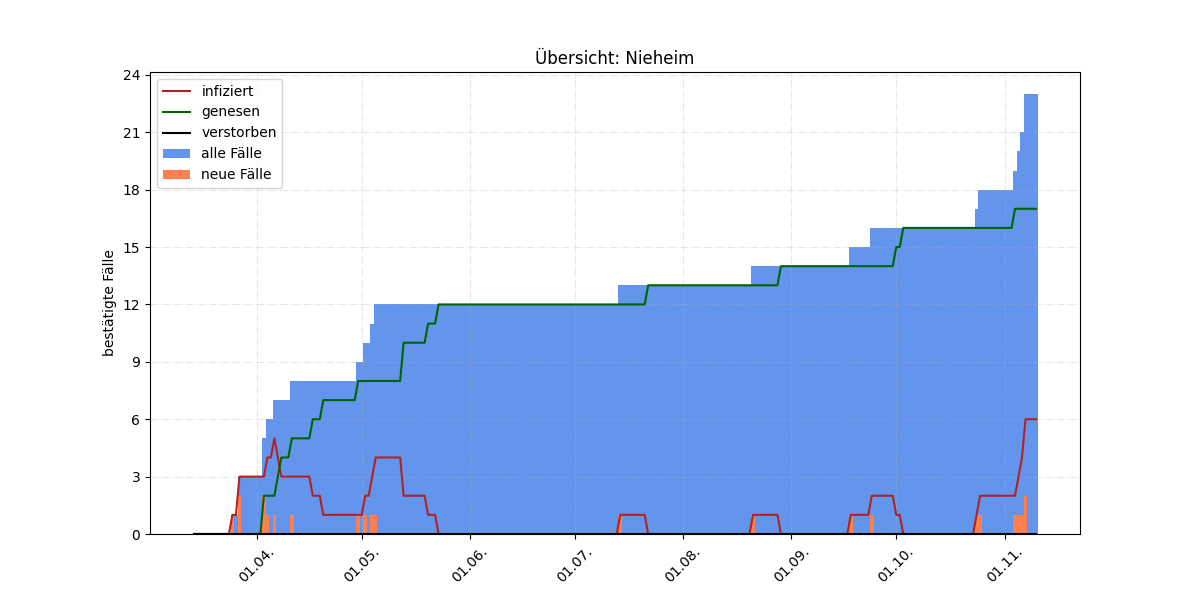 Übersicht: Nieheim
infiziert
genesen
verstorben
alle Fälle
neue Fälle
bestätigte Fälle
24
21
18
15
12
9
6
3
0
01.04.
01.05.
01.06.
01.07.
01.08.
01.09.
01.10.
01.11.